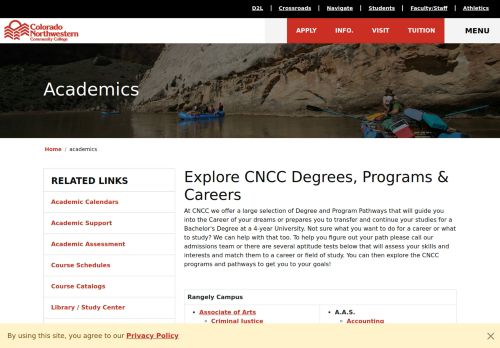 D2L | Crossroads | Navigate | Students | Faculty/Staff | Athletics
Colorado
Northwestern
Community College
APPLY INFO. VISIT TUITION MENU
Academics
Home / academics
RELATED LINKS
Academic Calendars
Academic Support
Academic Assessment
Course Schedules
Course Catalogs
Library / Study Center
Explore CNCC Degrees, Programs &
Careers
At CNCC we offer a large selection of Degree and Program Pathways that will guide you
into the Career of your dreams or prepares you to transfer and continue your studies for a
Bachelor's Degree at a 4-year University. Not sure what you want to do for a career or what
to study? We can help with that too. To help you figure out your path please call our
admissions team or there are several aptitude tests below that will assess your skills and
interests and match them to a career or field of study. You can then explore the CNCC
programs and pathways to get you to your goals!
Rangely Campus
• Associate of Arts
Criminal Justice
• A.A.S.
Accounting
By using this site, you agree to our Privacy Policy